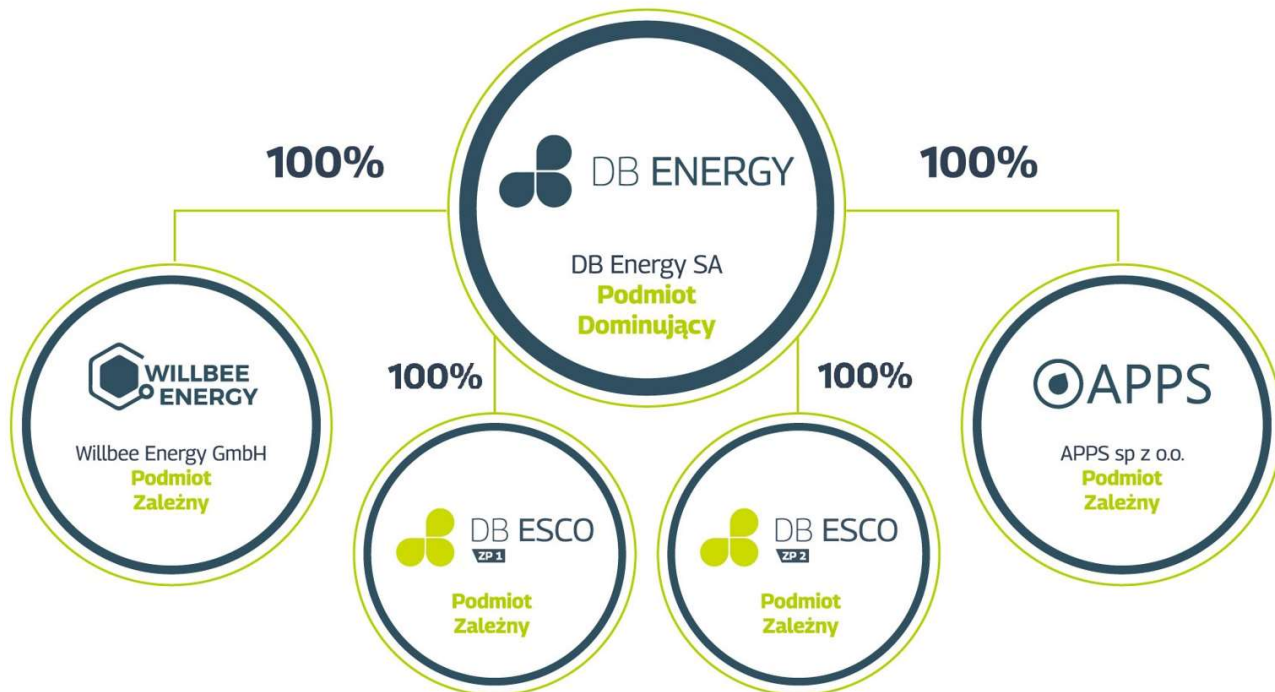 DB ENERGY
DB Energy SA
Podmiot
Dominujący
100%
100%
100%
100%
WILLBEE
ENERGY
Willbee Energy GmbH
Podmiot
Zależny
DB ESCO
ZP 1
Podmiot
Zależny
DB ESCO
ZP 2
Podmiot
Zależny
APPS
APPS sp z o.o.
Podmiot
Zależny